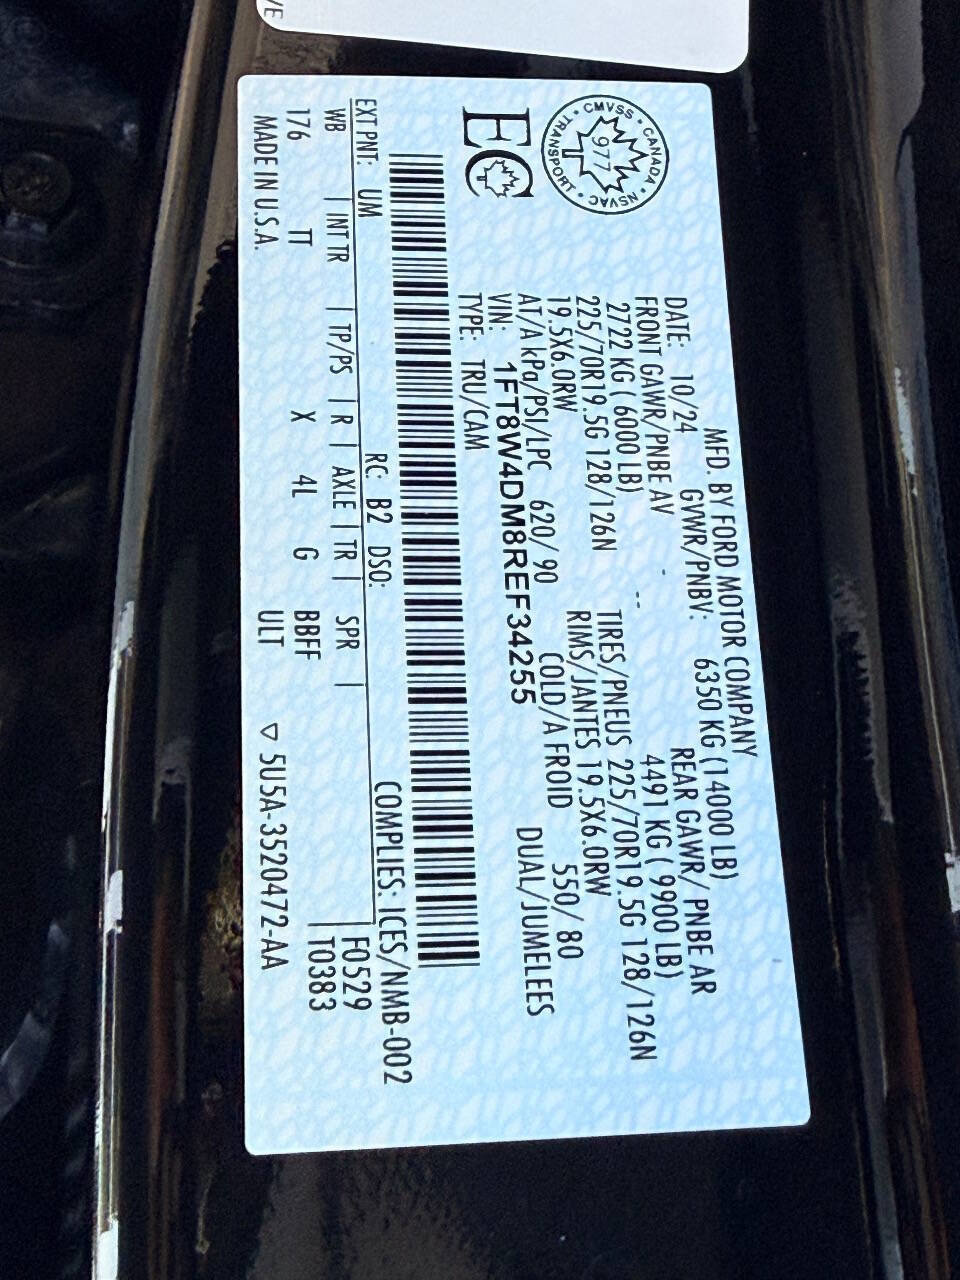 VE
CMVSS • CANADA • NSVAC • TRANSPORT •
977
EC
MFD. BY FORD MOTOR COMPANY
DATE: 10/24 GVWR/PNBV: 6350 KG (14000 LB)
FRONT GAWR/PNBE AV - REAR GAWR/ PNBE AR
2722 KG ( 6000 LB) -- 4491 KG ( 9900 LB)
225/70R19.5G 128/126N TIRES/PNEUS 225/70R19.5G 128/126N
19.5X6.0RW RIMS/JANTES 19.5X6.0RW
AT/A kPa/PSI/LPC 620/ 90 COLD/A FROID 550/ 80
VIN: 1FT8W4DM8REF34255 DUAL/JUMELEES
TYPE: TRU/CAM
COMPLIES: ICES/NMB-002
EXT PNT: UM RC: B2 DSO: F0529
WB | INT TR | TP/PS | R | AXLE | TR | SPR | T0383
176 TT X 4L G BBFF
MADE IN U.S.A. ULT ▽ 5U5A-3520472-AA